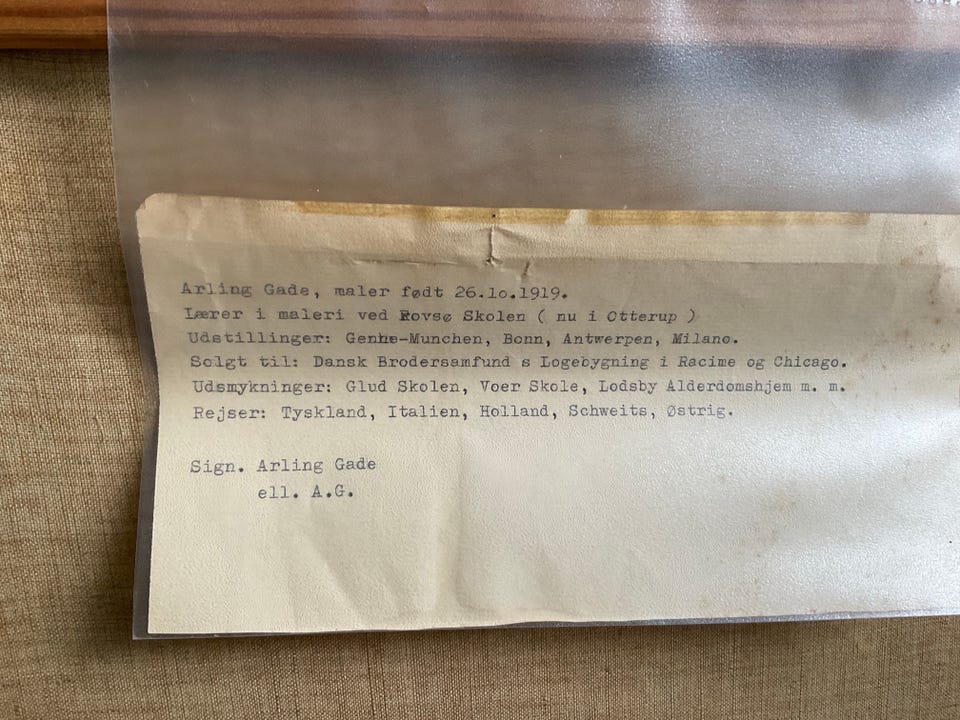 Arling Gade, maler født 26.1o.1919.
Lærer i maleri ved Rovsø Skolen ( nu i Otterup )
Udstillinger: Genhe-Munchen, Bonn, Antwerpen, Milano.
Solgt til: Dansk Brodersamfund s Logebygning i Racime og Chicago.
Udsmykninger: Glud Skolen, Voer Skole, Lodsby Alderdomshjem m. m.
Rejser: Tyskland, Italien, Holland, Schweits, Østrig.
Sign. Arling Gade
ell. A.G.